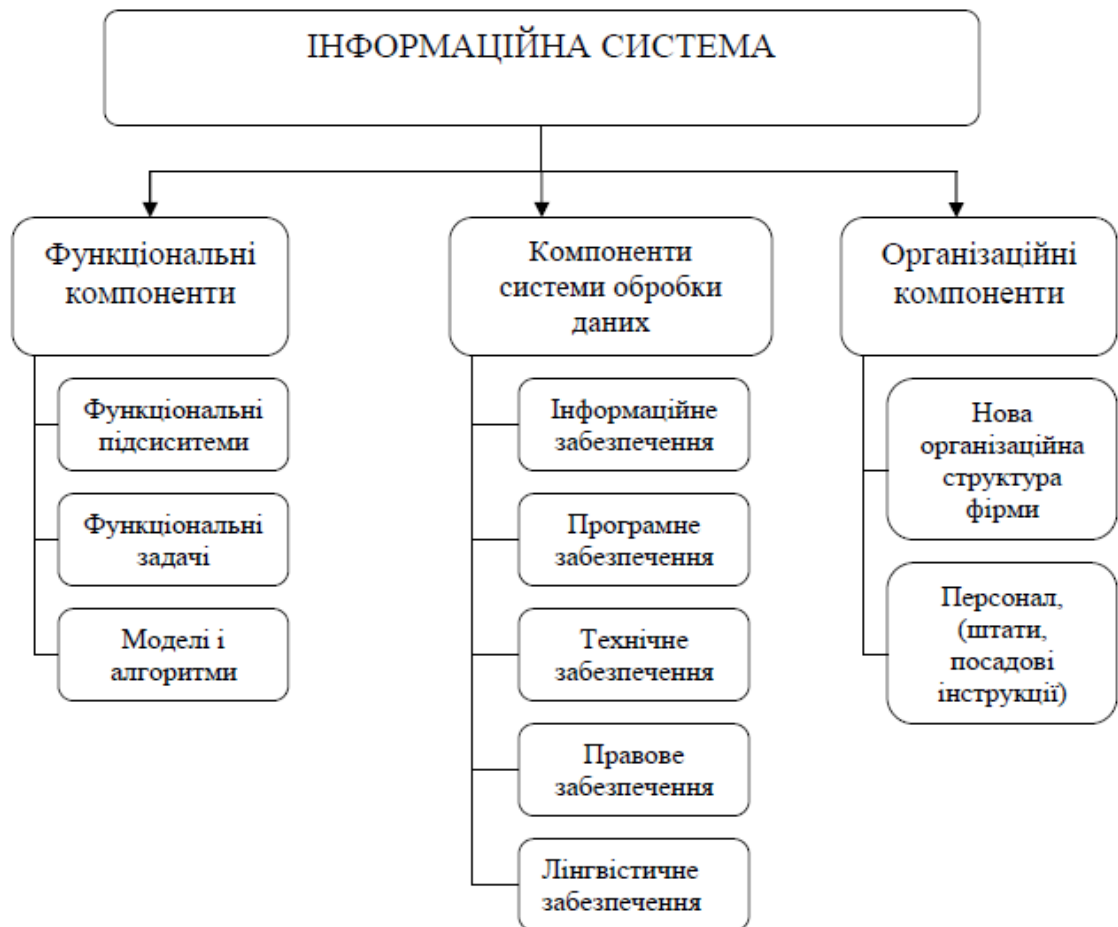 ІНФОРМАЦІЙНА СИСТЕМА
Функціональні
компоненти
Функціональні
підсиситеми
Функціональні
задачі
Моделі і
алгоритми
Компоненти
системи обробки
даних
Інформаційне
забезпечення
Програмне
забезпечення
Технічне
забезпечення
Правове
забезпечення
Лінгвістичне
забезпечення
Організаційні
компоненти
Нова
організаційна
структура
фірми
Персонал,
(штати,
посадові
інструкції)